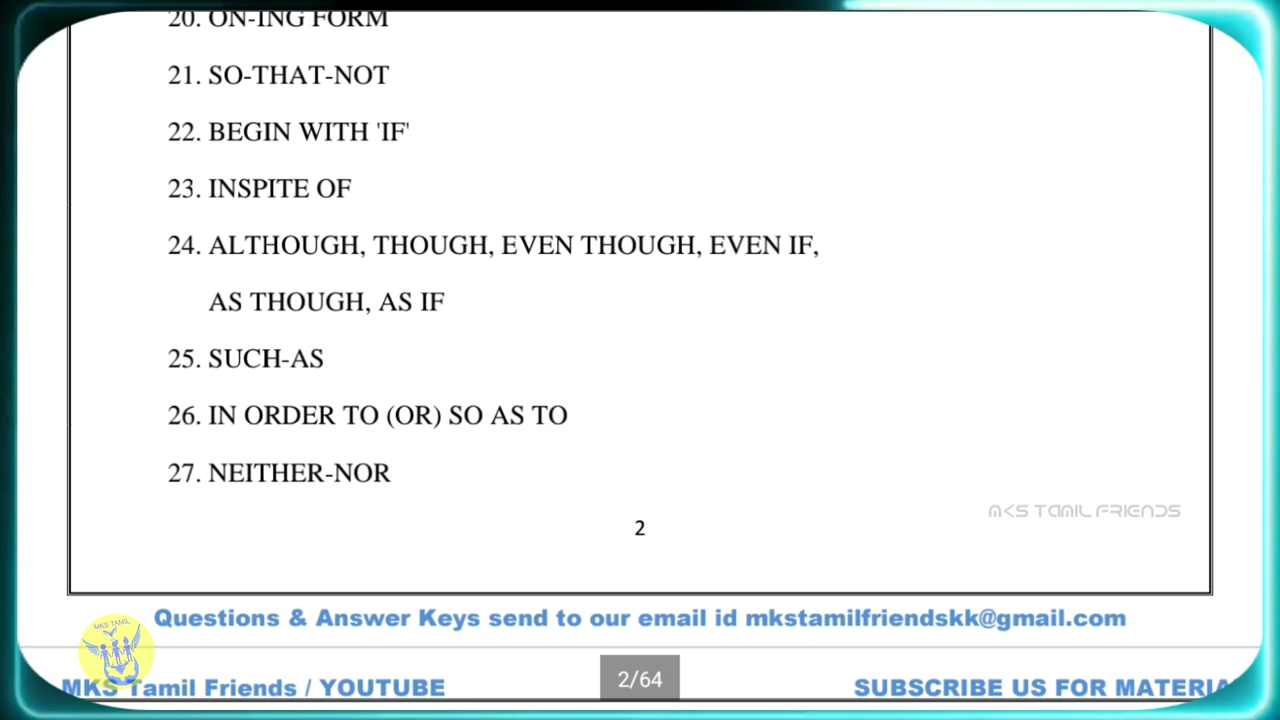 20. ON-ING FORM
21. SO-THAT-NOT
22. BEGIN WITH 'IF'
23. INSPITE OF
24. ALTHOUGH, THOUGH, EVEN THOUGH, EVEN IF,
AS THOUGH, AS IF
25. SUCH-AS
26. IN ORDER TO (OR) SO AS TO
27. NEITHER-NOR
MKS TAMIL FRIENDS
2
Questions & Answer Keys send to our email id mkstamilfriendskk@gmail.com
MKS TAMIL
MKS Tamil Friends / YOUTUBE
2/64
SUBSCRIBE US FOR MATERIA